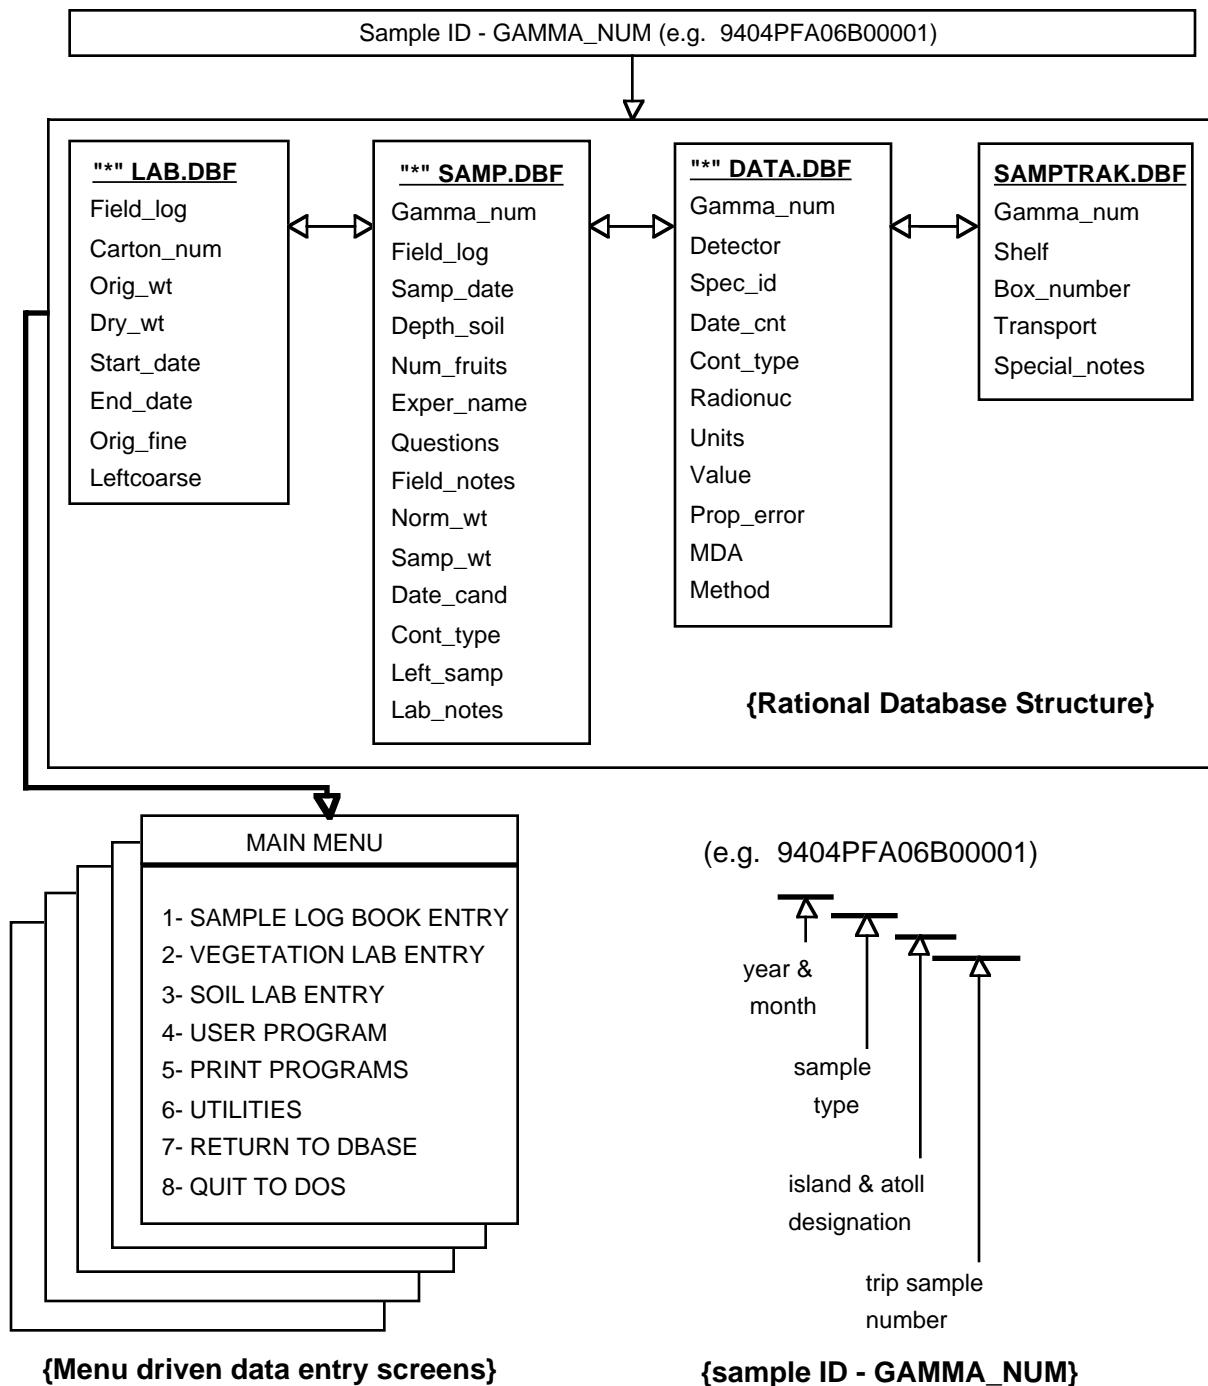 Sample ID - GAMMA_NUM (e.g. 9404PFA06B00001)
"*" LAB.DBF
Field_log
Carton_num
Orig_wt
Dry_wt
Start_date
End_date
Orig_fine
Leftcoarse
"*" SAMP.DBF
Gamma_num
Field_log
Samp_date
Depth_soil
Num_fruits
Exper_name
Questions
Field_notes
Norm_wt
Samp_wt
Date_cand
Cont_type
Left_samp
Lab_notes
"*" DATA.DBF
Gamma_num
Detector
Spec_id
Date_cnt
Cont_type
Radionuc
Units
Value
Prop_error
MDA
Method
SAMPTRAK.DBF
Gamma_num
Shelf
Box_number
Transport
Special_notes
{Rational Database Structure}
MAIN MENU
1- SAMPLE LOG BOOK ENTRY
2- VEGETATION LAB ENTRY
3- SOIL LAB ENTRY
4- USER PROGRAM
5- PRINT PROGRAMS
6- UTILITIES
7- RETURN TO DBASE
8- QUIT TO DOS
{Menu driven data entry screens}
(e.g. 9404PFA06B00001)
year &
month
sample
type
island & atoll
designation
trip sample
number
{sample ID - GAMMA_NUM}